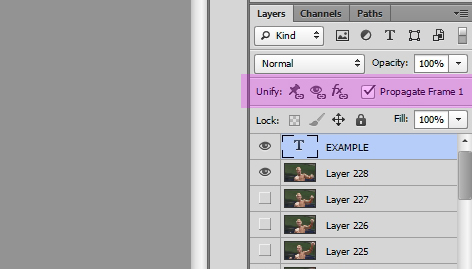 Layers Channels Paths
Kind T
Normal Opacity: 100%
Unify: fx Propagate Frame 1
Lock: Fill: 100%
T EXAMPLE
Layer 228
Layer 227
Layer 226
Layer 225